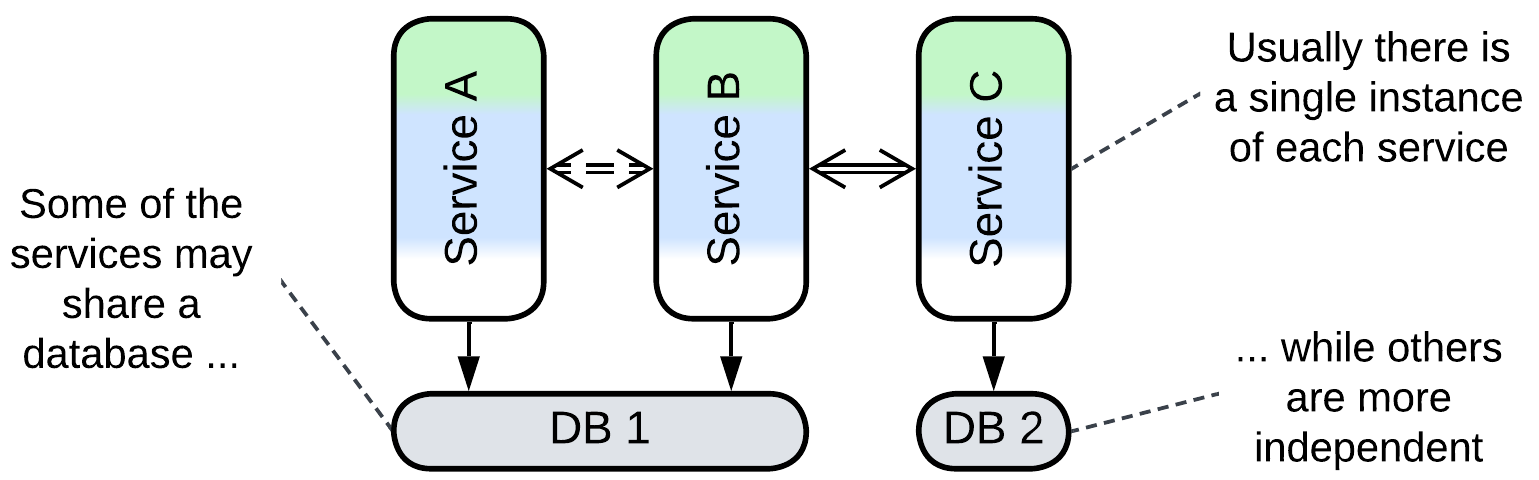 Service A
Service B
Service C
Usually there is
a single instance
of each service
Some of the
services may
share a
database ...
... while others
are more
independent
DB 1
DB 2